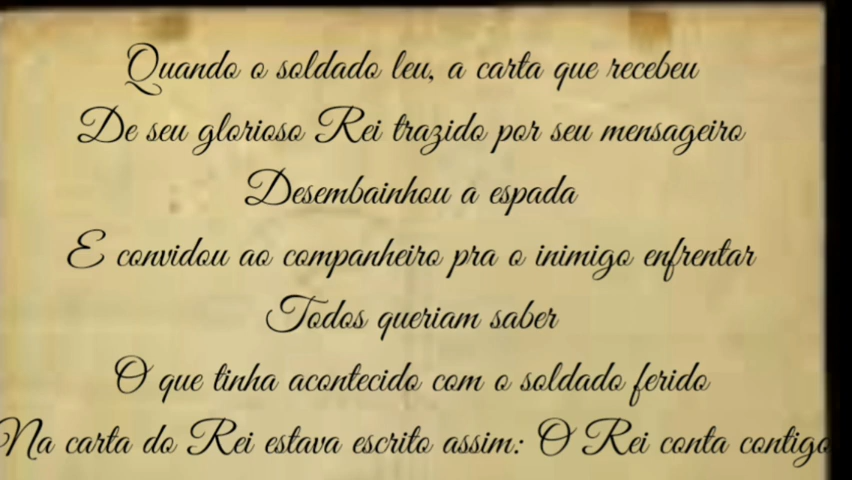 Quando o soldado leu, a carta que recebeu
De seu glorioso Rei trazido por seu mensageiro
Desembainhou a espada
E convidou ao companheiro pra o inimigo enfrentar
Todos queriam saber
O que tinha acontecido com o soldado ferido
Na carta do Rei estava escrito assim: O Rei conta contigo